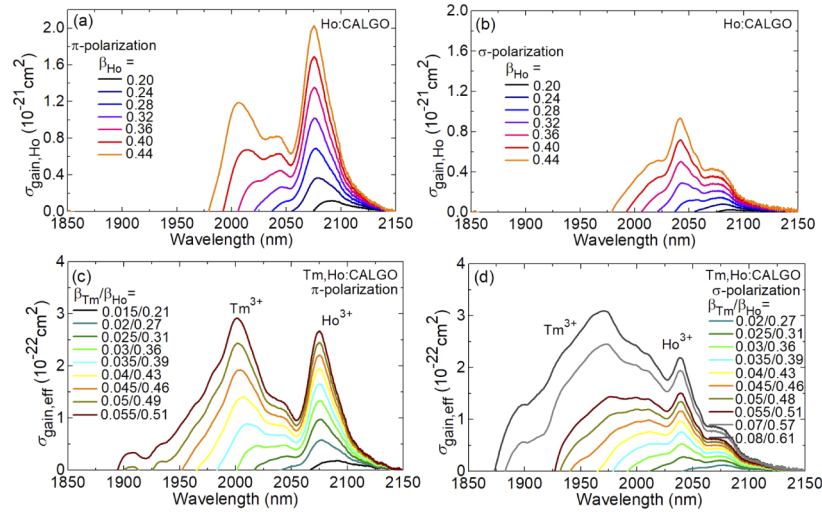 (a)
Ho:CALGO
π-polarization
βHo =
0.20
0.24
0.28
0.32
0.36
0.40
0.44
2.0
1.6
1.2
0.8
0.4
0.0
σgain,Ho (10-21cm2)
1850 1900 1950 2000 2050 2100 2150
Wavelength (nm)
(b)
Ho:CALGO
σ-polarization
βHo =
0.20
0.24
0.28
0.32
0.36
0.40
0.44
2.0
1.6
1.2
0.8
0.4
0.0
σgain,Ho (10-21cm2)
1850 1900 1950 2000 2050 2100 2150
Wavelength (nm)
(c)
Tm,Ho:CALGO
π-polarization
βTm/βHo=
0.015/0.21
0.02/0.27
0.025/0.31
0.03/0.36
0.035/0.39
0.04/0.43
0.045/0.46
0.05/0.49
0.055/0.51
Tm3+
Ho3+
4
3
2
1
0
σgain,eff (10-22cm2)
1850 1900 1950 2000 2050 2100 2150
Wavelength (nm)
(d)
Tm,Ho:CALGO
σ-polarization
βTm/βHo=
0.02/0.27
0.025/0.31
0.03/0.36
0.035/0.39
0.04/0.43
0.045/0.46
0.05/0.48
0.055/0.51
0.07/0.57
0.08/0.61
Tm3+
Ho3+
4
3
2
1
0
σgain,eff (10-22cm2)
1850 1900 1950 2000 2050 2100 2150
Wavelength (nm)